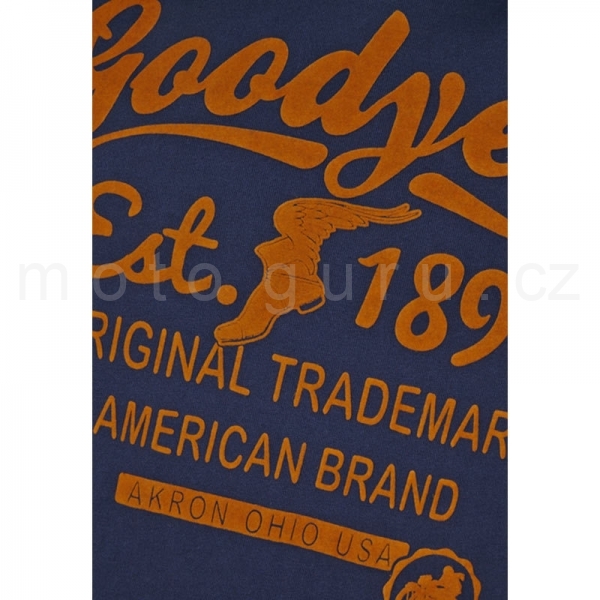 Goodye
Est. 189
RIGINAL TRADEMAR
AMERICAN BRAND
AKRON OHIO USA
moto.guru.cz